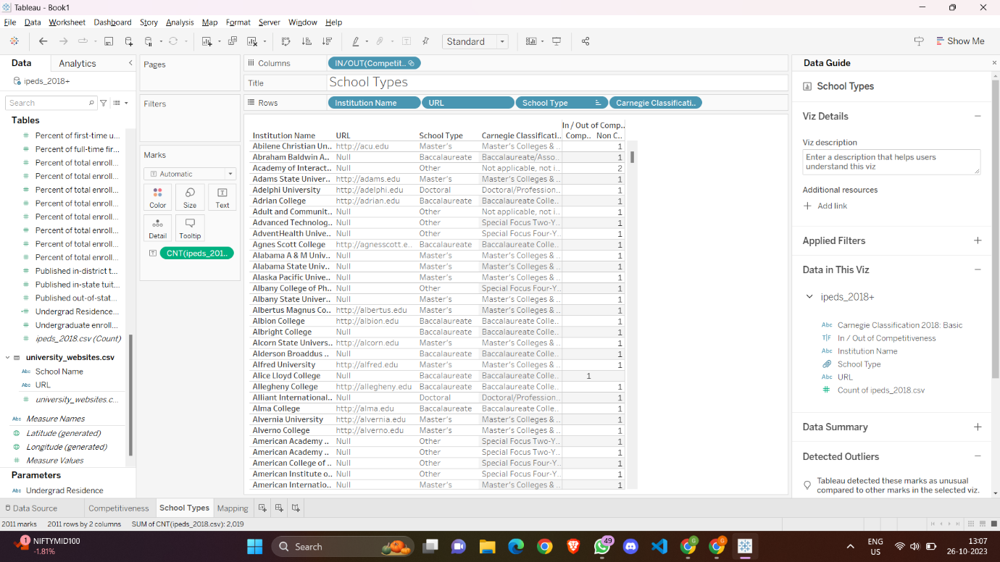 Tableau - Book1
File Data Worksheet Dashboard Story Analysis Map Format Server Window Help
Standard
Show Me
Data
Analytics
ipeds_2018+
Search
Tables
Percent of first-time u...
Percent of full-time fir...
Percent of total enroll...
Percent of total enroll...
Percent of total enroll...
Percent of total enroll...
Percent of total enroll...
Percent of total enroll...
Percent of total enroll...
Percent of total enroll...
Published in-district t...
Published in-state tuit...
Published out-of-stat...
Undergrad Residence...
Undergraduate enroll...
ipeds_2018.csv (Count)
university_websites.csv
Abc School Name
Abc URL
university_websites.c...
Abc Measure Names
Latitude (generated)
Longitude (generated)
Measure Values
Parameters
Abc Undergrad Residence
Pages
Filters
Marks
Automatic
Color Size Text
Detail Tooltip
CNT(ipeds_201..
Columns IN/OUT(Competit..
Title School Types
Rows Institution Name URL School Type Carnegie Classificati..
In / Out of Comp..
Institution Name URL School Type Carnegie Classificati.. Comp.. Non C..
Abilene Christian Un.. http://acu.edu Master's Master's Colleges & .. 1
Abraham Baldwin A.. Null Baccalaureate Baccalaureate/Asso.. 1
Academy of Interact.. Null Other Not applicable, not i.. 2
Adams State Univer.. http://adams.edu Master's Master's Colleges & .. 1
Adelphi University http://adelphi.edu Doctoral Doctoral/Profession.. 1
Adrian College http://adrian.edu Baccalaureate Baccalaureate Colle.. 1
Adult and Communit.. Null Other Not applicable, not i.. 1
Advanced Technolog.. Null Other Special Focus Two-Y.. 1
AdventHealth Unive.. Null Other Special Focus Four-Y.. 1
Agnes Scott College http://agnesscott.e.. Baccalaureate Baccalaureate Colle.. 1
Alabama A & M Univ.. Null Master's Master's Colleges & .. 1
Alabama State Univer.. Null Master's Master's Colleges & .. 1
Alaska Pacific Unive.. Null Master's Master's Colleges & .. 1
Albany College of Ph.. Null Other Special Focus Four-Y.. 1
Albany State Univer.. Null Master's Master's Colleges & .. 1
Albertus Magnus Co.. http://albertus.edu Master's Master's Colleges & .. 1
Albion College http://albion.edu Baccalaureate Baccalaureate Colle.. 1
Albright College Null Baccalaureate Baccalaureate Colle.. 1
Alcorn State Univers.. http://alcorn.edu Master's Master's Colleges & .. 1
Alderson Broaddus .. Null Baccalaureate Baccalaureate Colle.. 1
Alfred University http://alfred.edu Master's Master's Colleges & .. 1
Alice Lloyd College Null Baccalaureate Baccalaureate Colle.. 1
Allegheny College http://allegheny.edu Baccalaureate Baccalaureate Colle.. 1
Alliant International.. Null Doctoral Doctoral/Profession.. 1
Alma College http://alma.edu Baccalaureate Baccalaureate Colle.. 1
Alvernia University http://alvernia.edu Master's Master's Colleges & .. 1
Alverno College http://alverno.edu Master's Master's Colleges & .. 1
American Academy .. Null Other Special Focus Two-Y.. 1
American Academy .. Null Other Special Focus Two-Y.. 1
American College of .. Null Other Special Focus Four-Y.. 1
American Institute o.. Null Other Special Focus Four-Y.. 1
American Internatio.. Null Master's Master's Colleges & .. 1
Data Guide
School Types
Viz Details
Viz description
Enter a description that helps users
understand this viz
Additional resources
Add link
Applied Filters
Data in This Viz
ipeds_2018+
Abc Carnegie Classification 2018: Basic
T|F In / Out of Competitiveness
Abc Institution Name
School Type
Abc URL
Count of ipeds_2018.csv
Data Summary
Detected Outliers
Tableau detected these marks as unusual
compared to other marks in the selected viz.
Data Source Competitiveness School Types Mapping
2011 marks 2011 rows by 2 columns SUM of CNT(ipeds_2018.csv): 2,019
1 NIFTYMID100
-1.81%
Search
49
G
G
ENG
US
13:07
26-10-2023